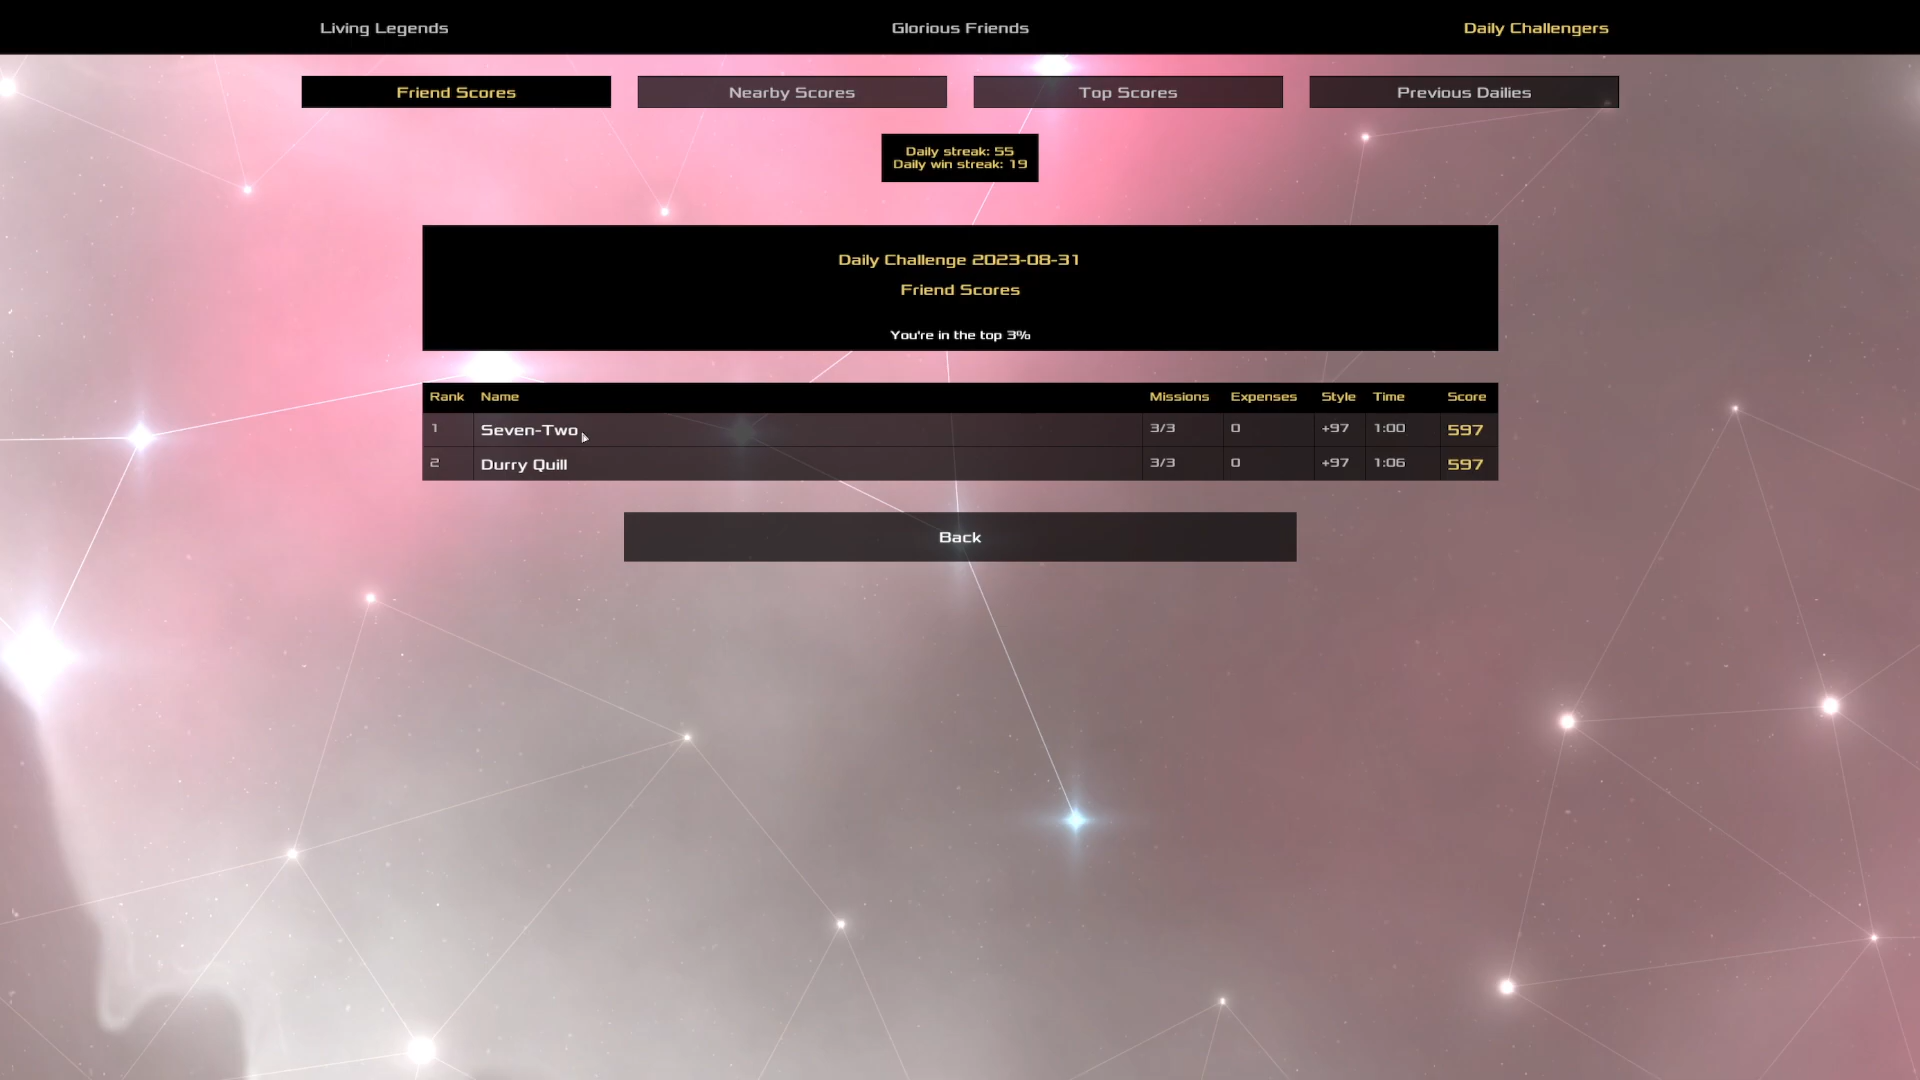 Living Legends Glorious Friends Daily Challengers
Friend Scores Nearby Scores Top Scores Previous Dailies
Daily streak: 55
Daily win streak: 19
Daily Challenge 2023-08-31
Friend Scores
You're in the top 3%
Rank Name Missions Expenses Style Time Score
1 Seven-Two 3/3 0 +97 1:00 597
2 Durry Quill 3/3 0 +97 1:06 597
Back